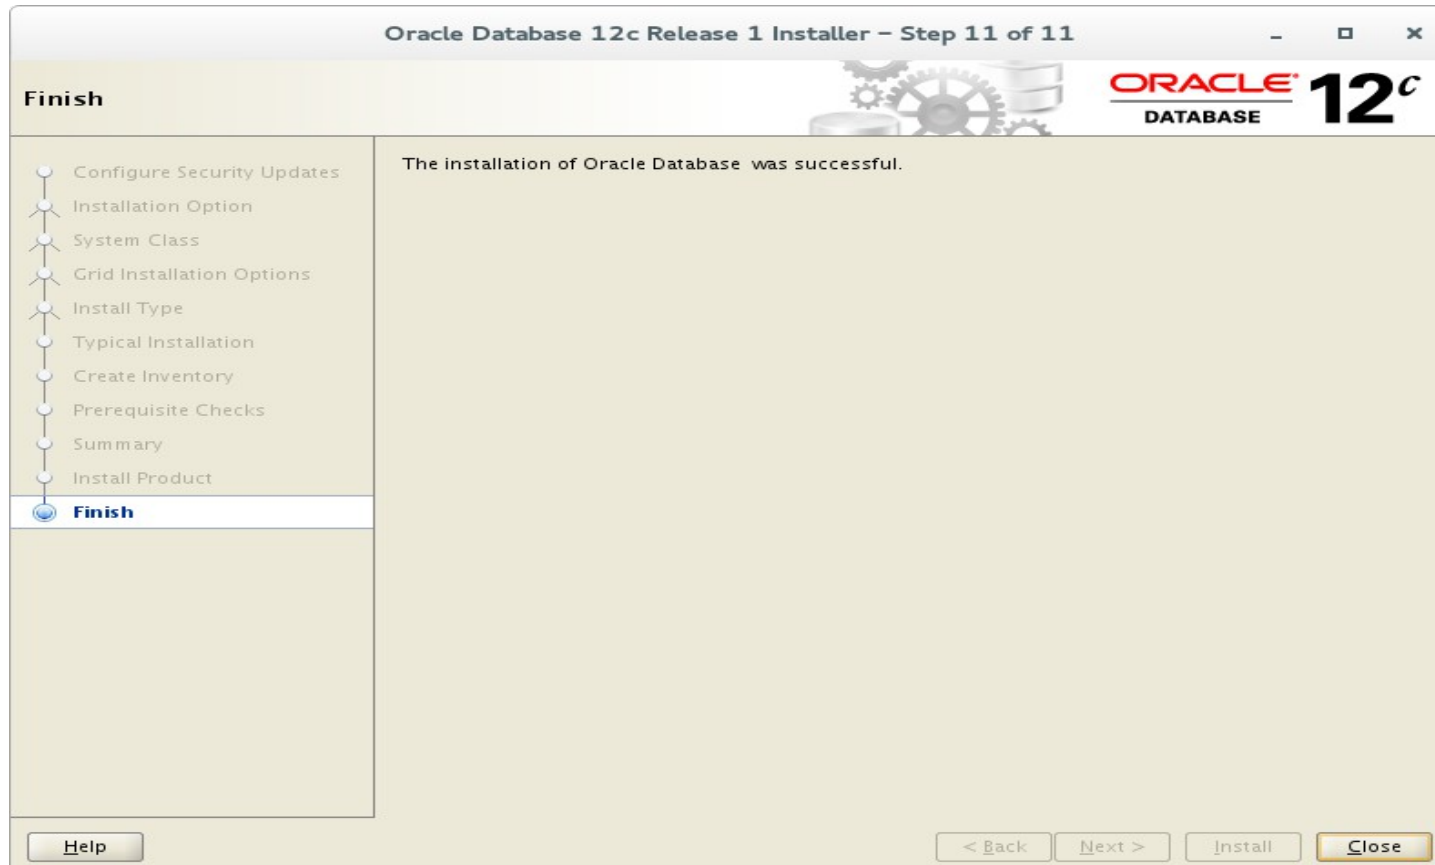 Oracle Database 12c Release 1 Installer – Step 11 of 11
Finish
ORACLE DATABASE 12c
Configure Security Updates
Installation Option
System Class
Grid Installation Options
Install Type
Typical Installation
Create Inventory
Prerequisite Checks
Summary
Install Product
Finish
The installation of Oracle Database was successful.
Help
< Back
Next >
Install
Close